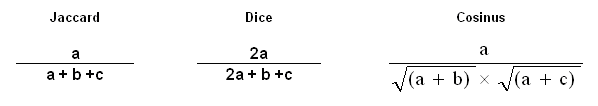 Jaccard Dice Cosinus
a 2a a
a + b +c 2a + b +c √(a + b) × √(a + c)